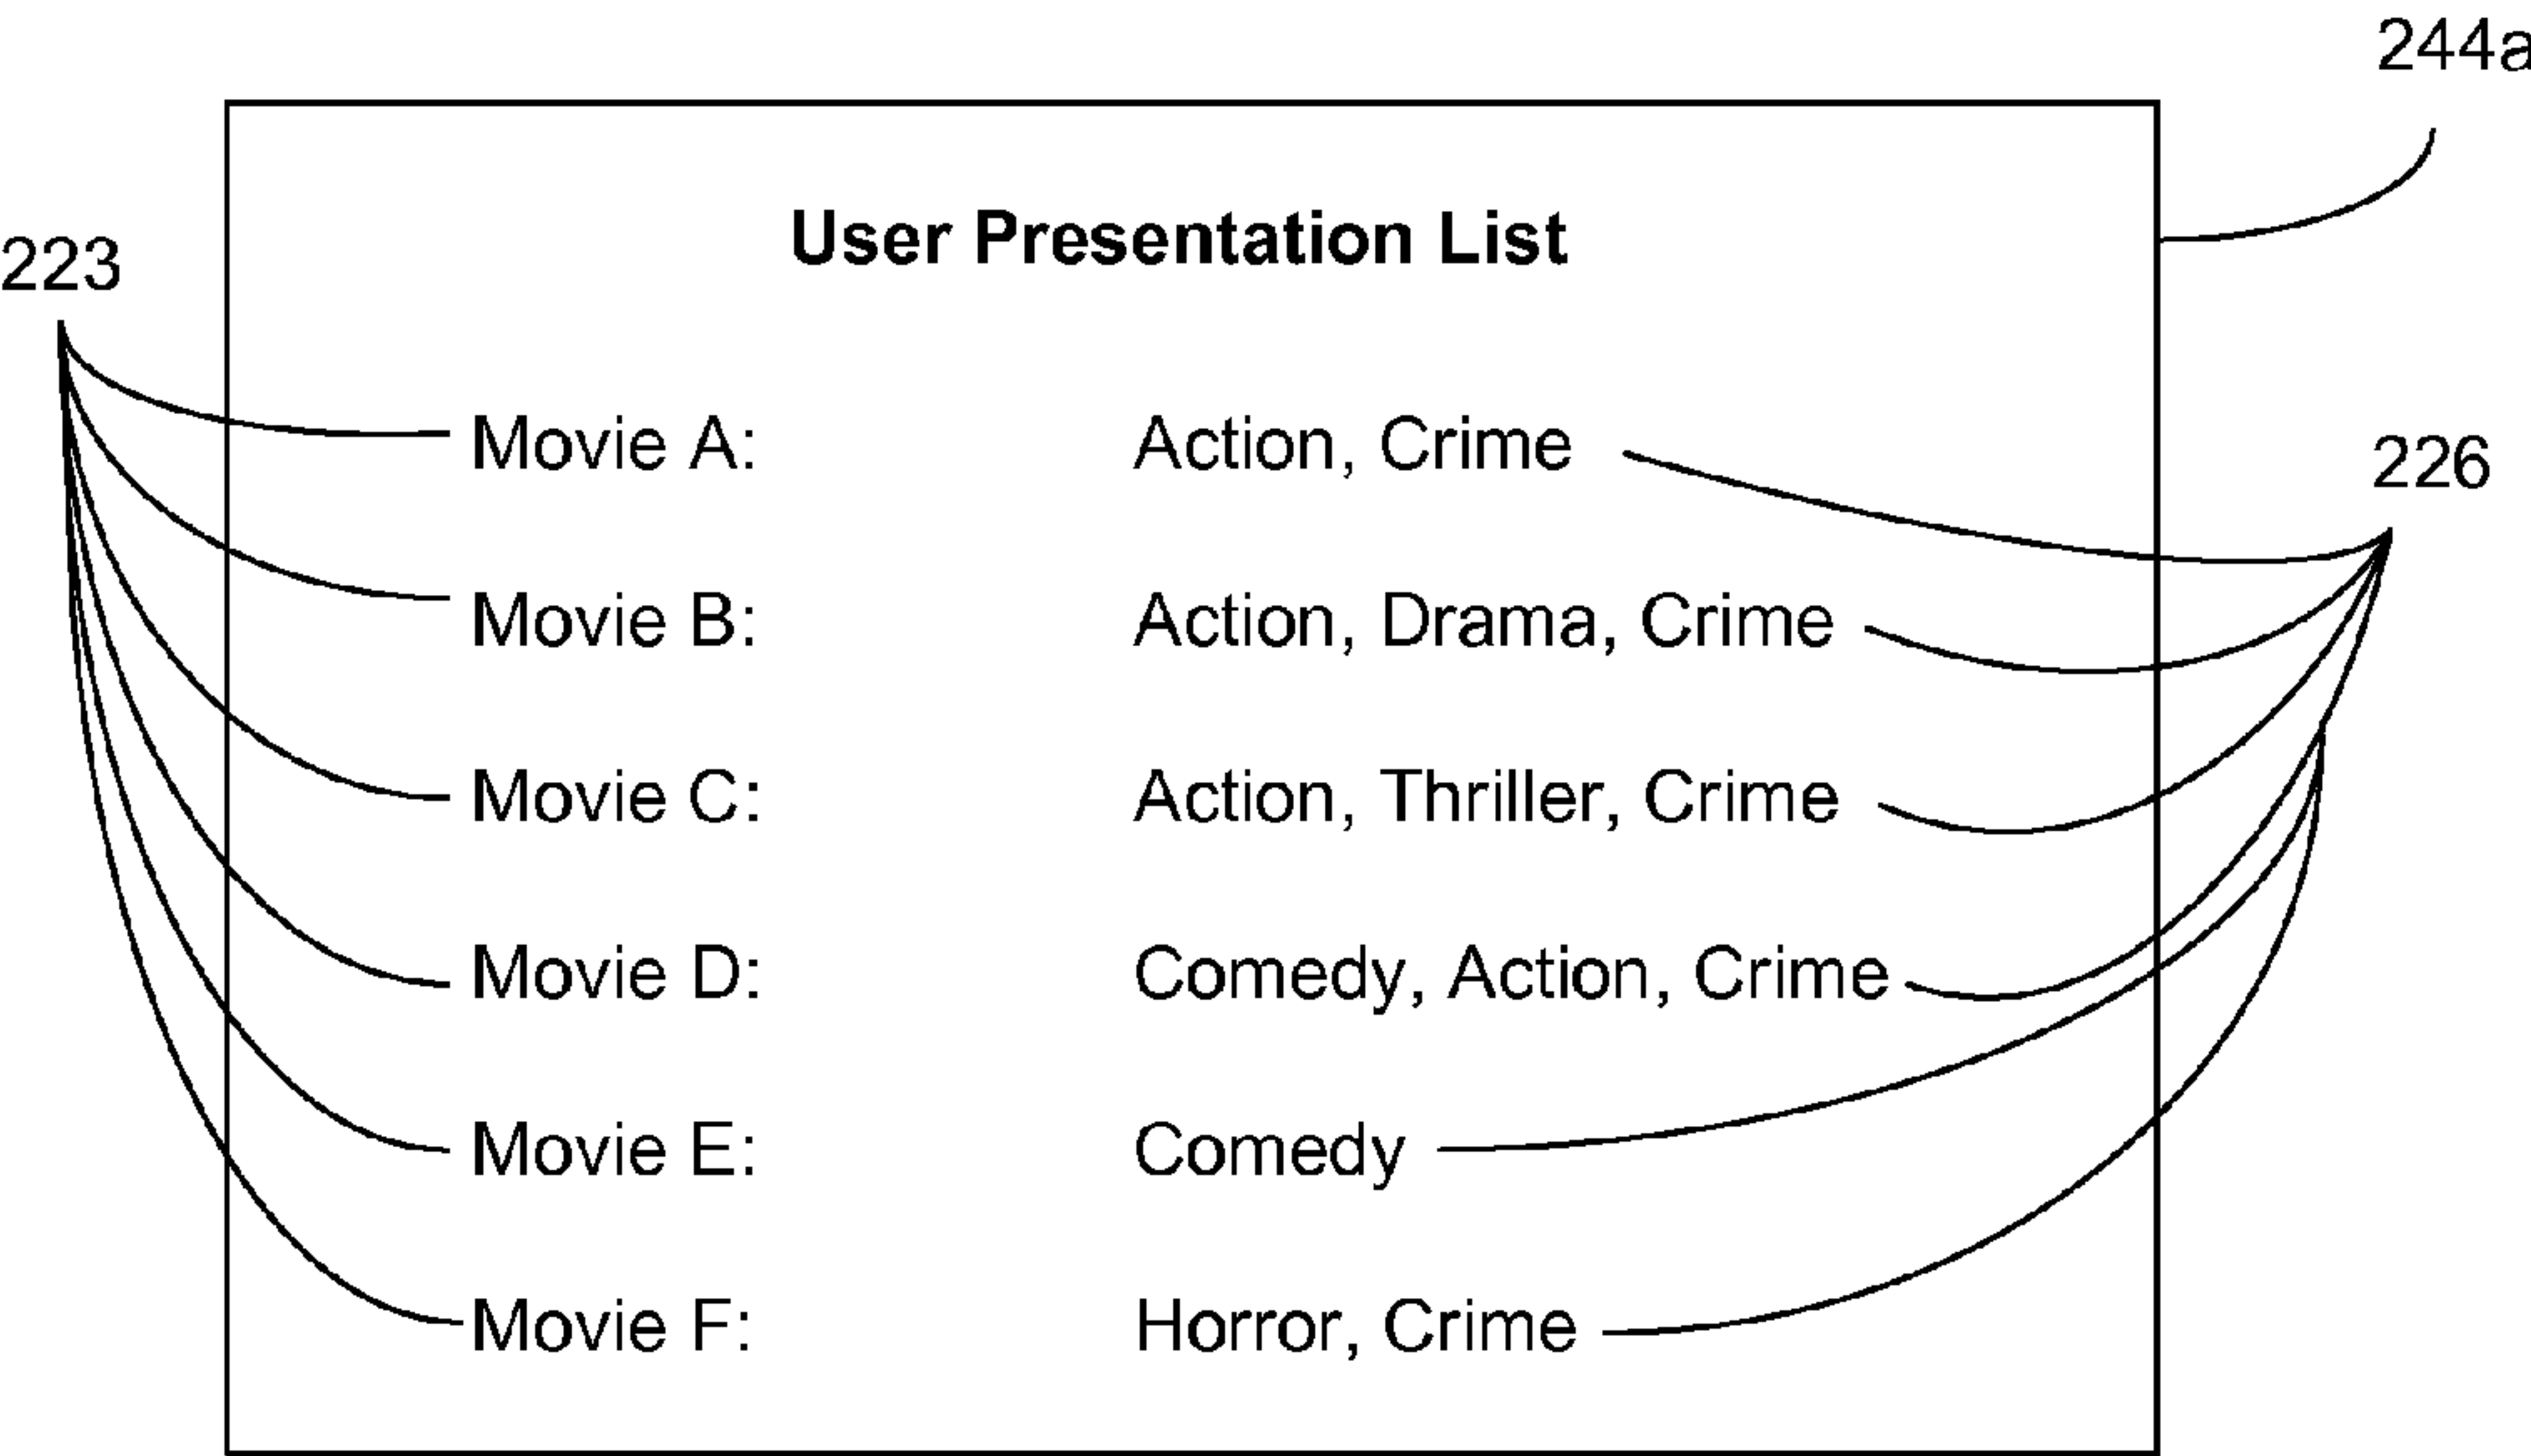 244a
User Presentation List
223
Movie A: Action, Crime
226
Movie B: Action, Drama, Crime
Movie C: Action, Thriller, Crime
Movie D: Comedy, Action, Crime
Movie E: Comedy
Movie F: Horror, Crime